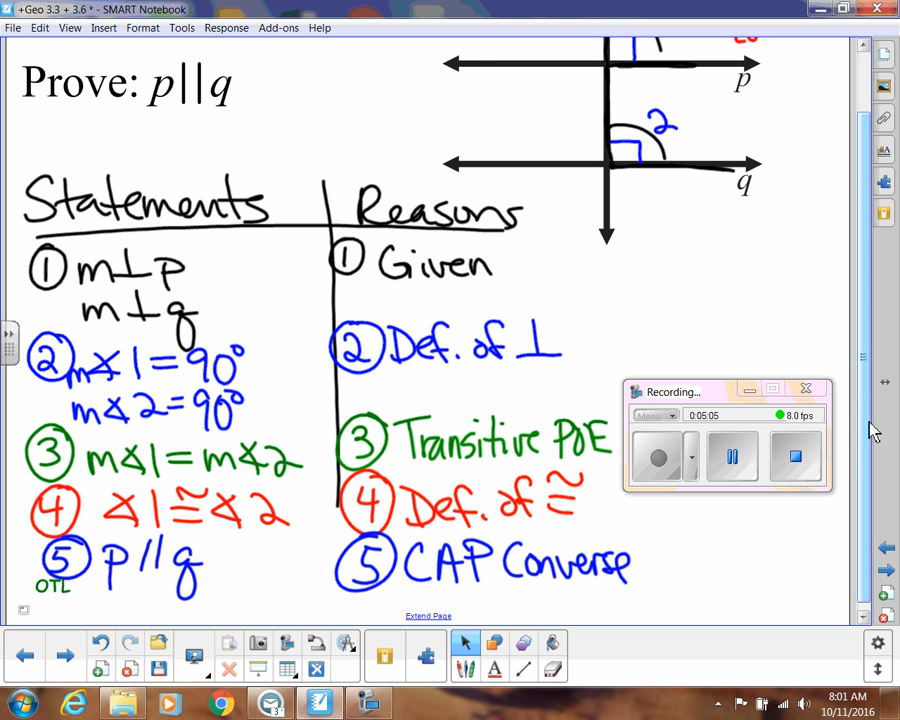 +Geo 3.3 + 3.6 * - SMART Notebook
File Edit View Insert Format Tools Response Add-ons Help
Prove: p||q
p
2
q
Statements Reasons
① m⊥p ① Given
m⊥q
② m∡1 = 90° ② Def. of ⊥
m∡2 = 90°
③ m∡1 = m∡2 ③ Transitive PoE
④ ∡1 ≅ ∡2 ④ Def. of ≅
⑤ p // q ⑤ CAP Converse
OTL
Recording...
Menu 0:05:05 8.0 fps
Extend Page
3
8:01 AM
10/11/2016